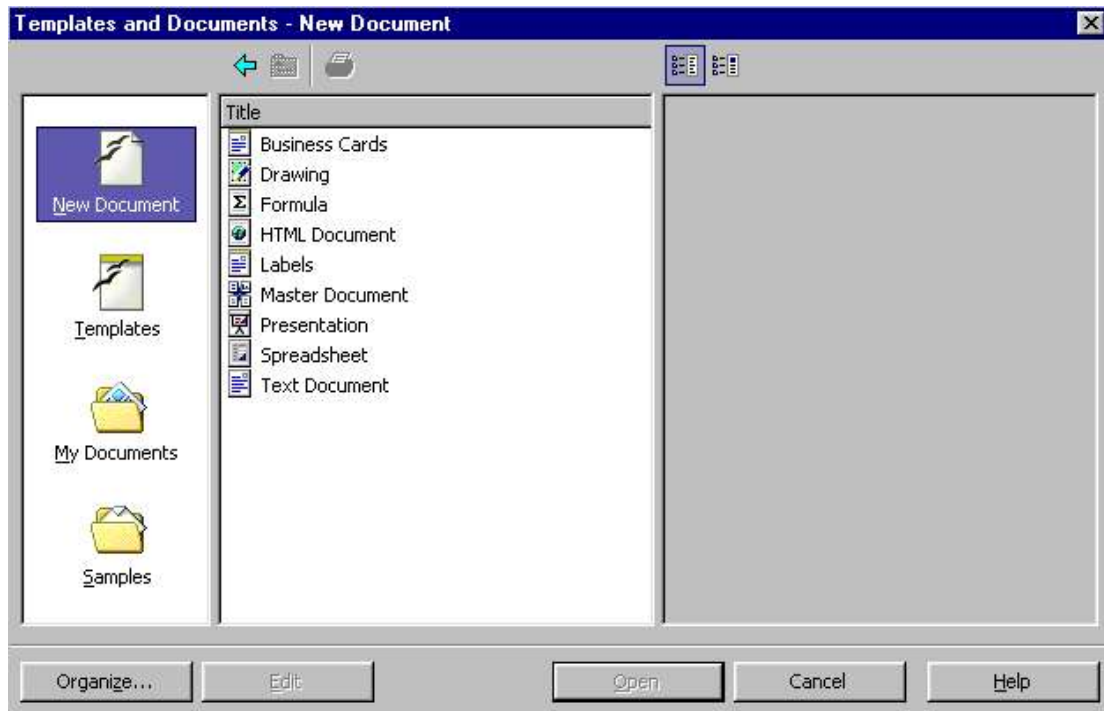 Templates and Documents - New Document
New Document
Templates
My Documents
Samples
Title
Business Cards
Drawing
Formula
HTML Document
Labels
Master Document
Presentation
Spreadsheet
Text Document
Organize...
Edit
Open
Cancel
Help